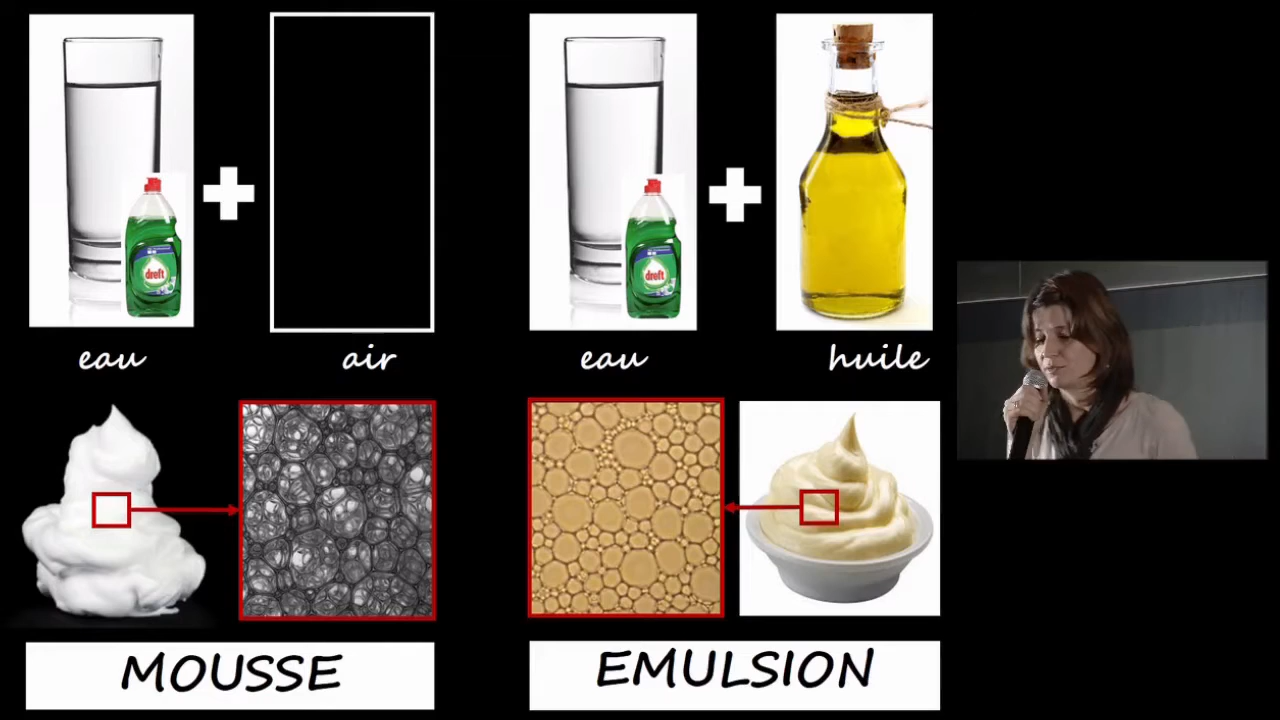 dreft
dreft
eau
air
eau
huile
MOUSSE
EMULSION